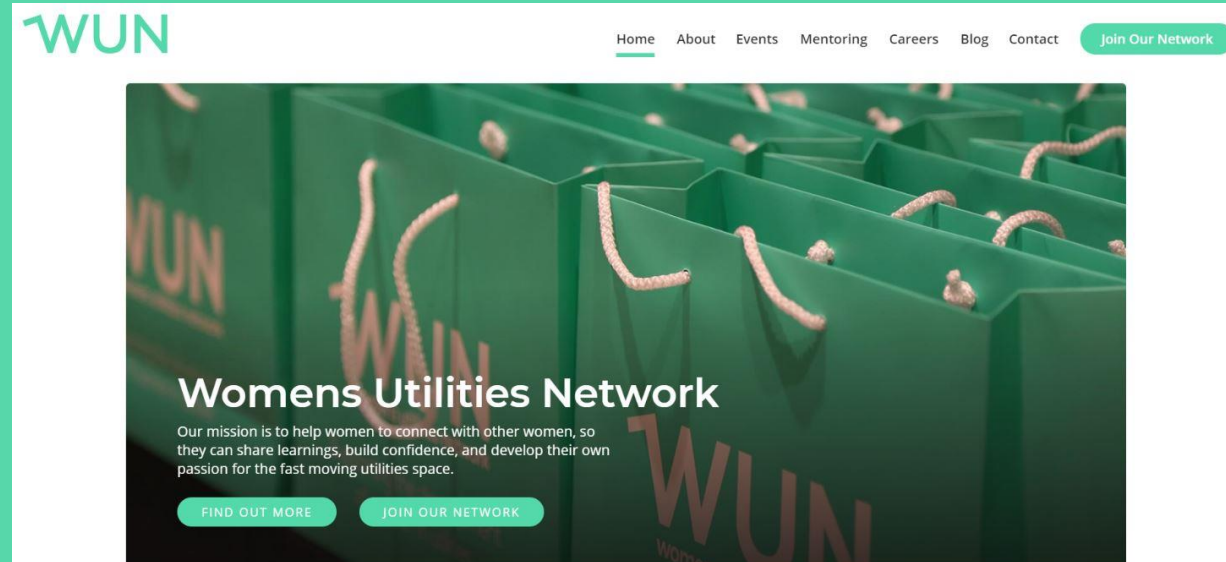 WUN
Home About Events Mentoring Careers Blog Contact Join Our Network
WUN
WUN
WUN
Womens Utilities Network
Our mission is to help women to connect with other women, so
they can share learnings, build confidence, and develop their own
passion for the fast moving utilities space.
FIND OUT MORE JOIN OUR NETWORK